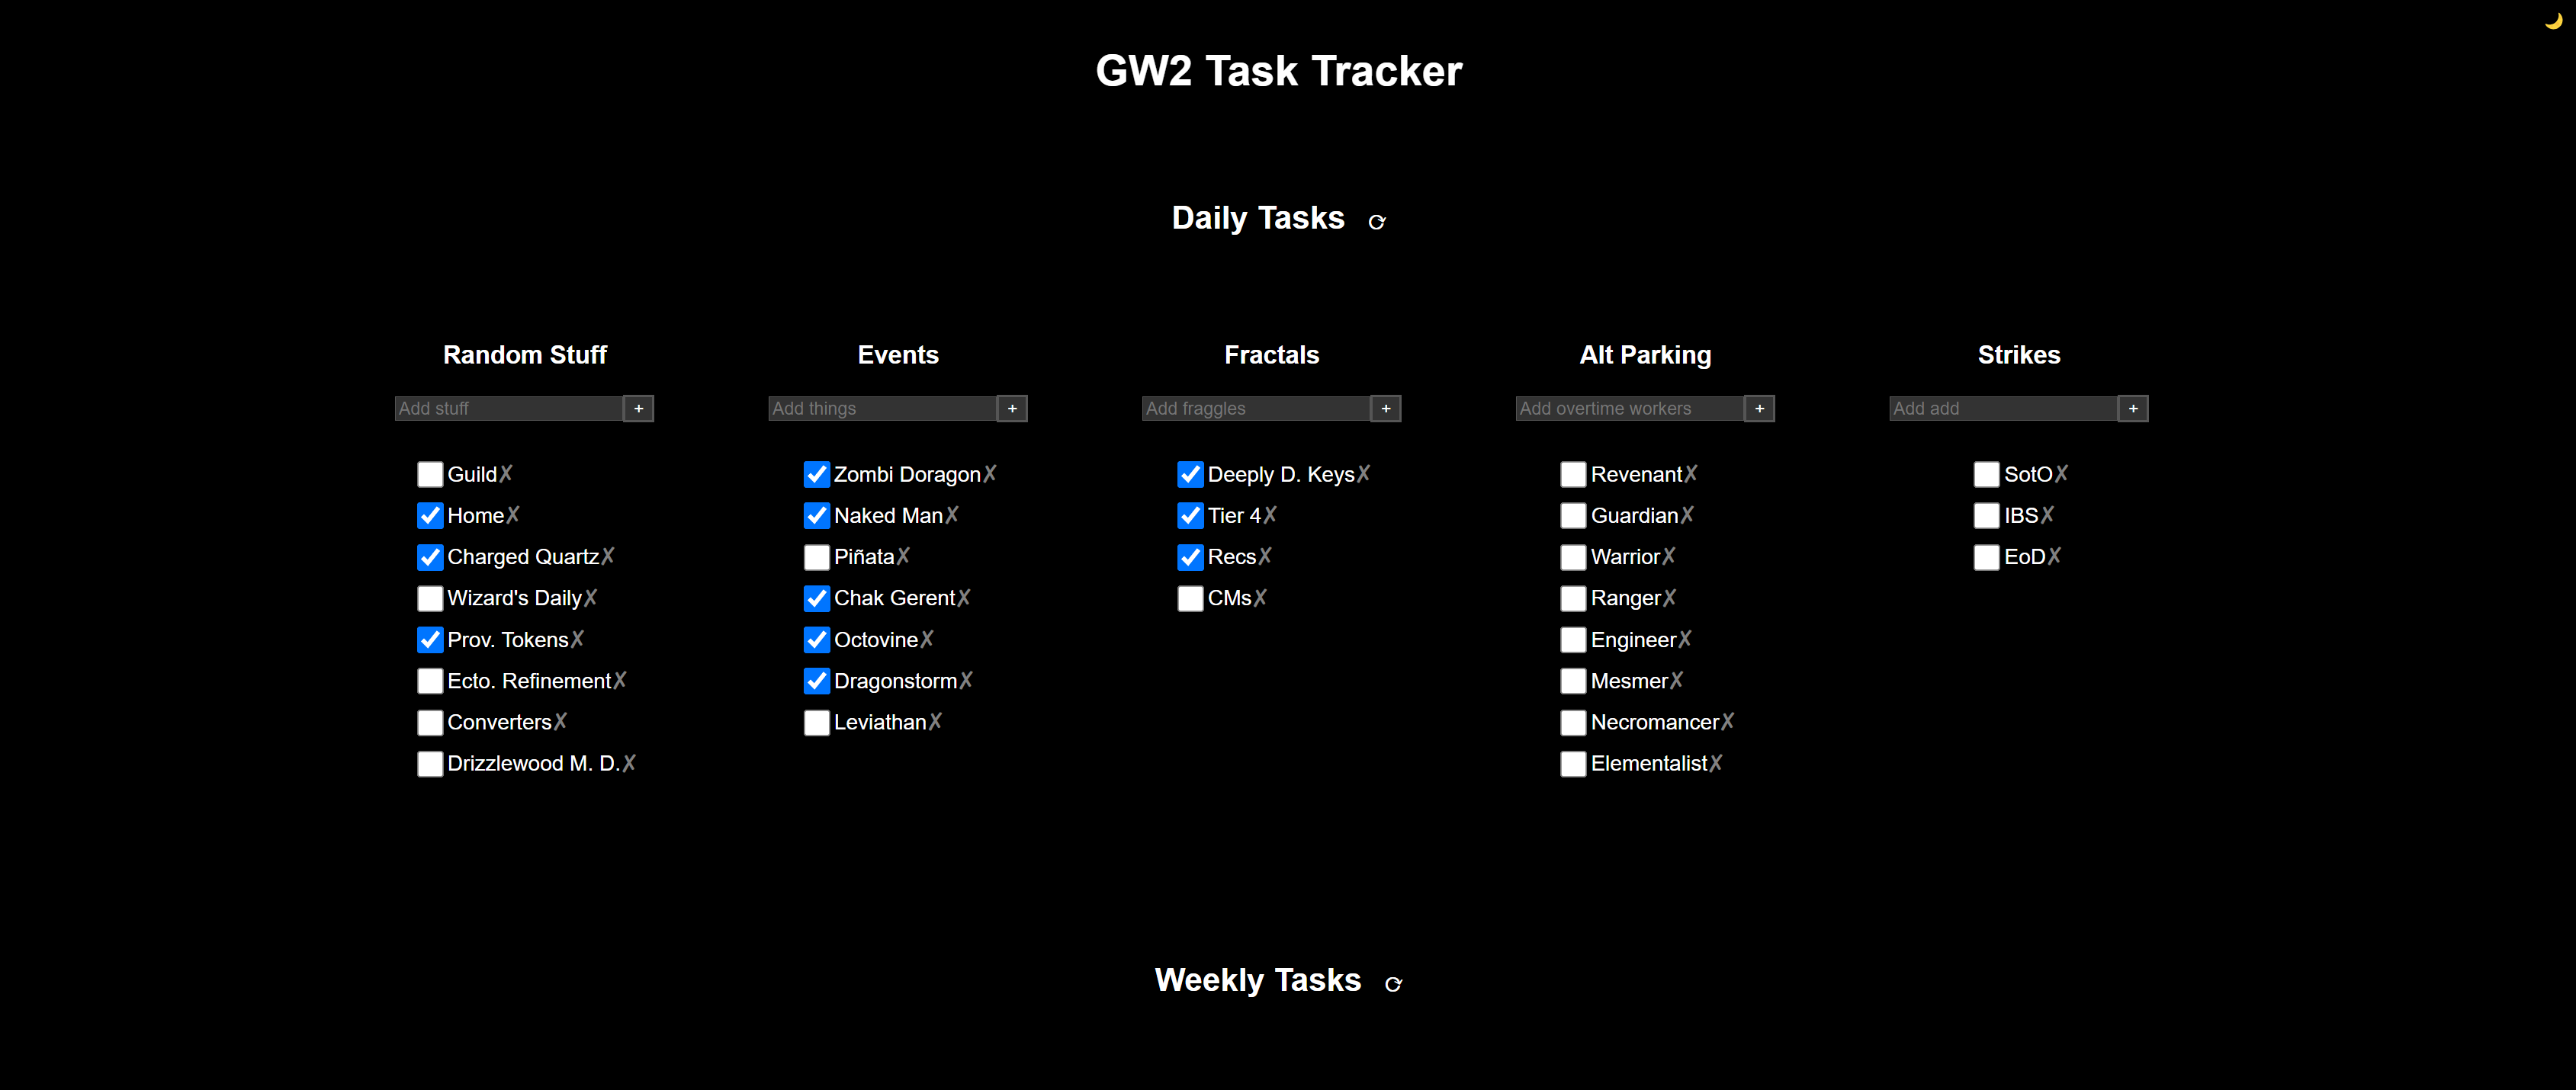 GW2 Task Tracker
Daily Tasks ⟳
Random Stuff
Add stuff +
Guild✗
Home✗
Charged Quartz✗
Wizard's Daily✗
Prov. Tokens✗
Ecto. Refinement✗
Converters✗
Drizzlewood M. D.✗
Events
Add things +
Zombi Doragon✗
Naked Man✗
Piñata✗
Chak Gerent✗
Octovine✗
Dragonstorm✗
Leviathan✗
Fractals
Add fraggles +
Deeply D. Keys✗
Tier 4✗
Recs✗
CMs✗
Alt Parking
Add overtime workers +
Revenant✗
Guardian✗
Warrior✗
Ranger✗
Engineer✗
Mesmer✗
Necromancer✗
Elementalist✗
Strikes
Add add +
SotO✗
IBS✗
EoD✗
Weekly Tasks ⟳